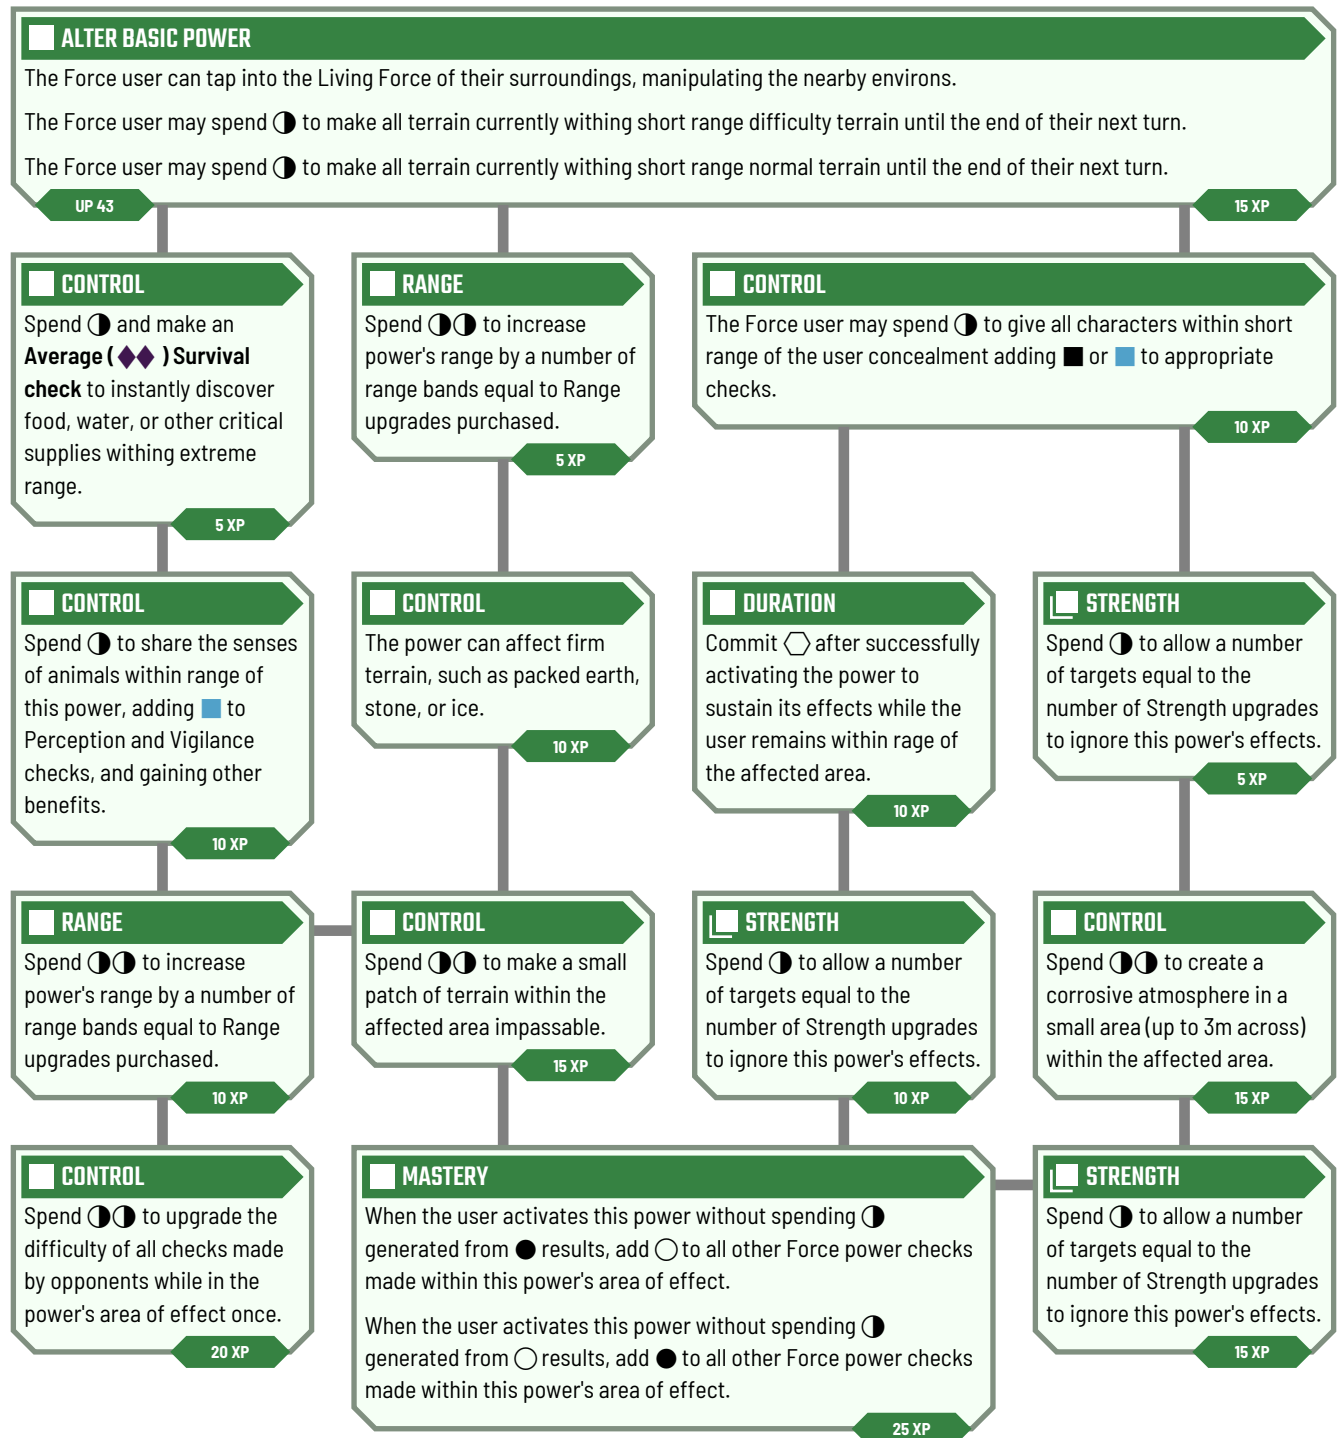 ALTER BASIC POWER
The Force user can tap into the Living Force of their surroundings, manipulating the nearby environs.
The Force user may spend ◑ to make all terrain currently withing short range difficulty terrain until the end of their next turn.
The Force user may spend ◑ to make all terrain currently withing short range normal terrain until the end of their next turn.
UP 43
15 XP
CONTROL
Spend ◑ and make an
Average (◆◆ ) Survival
check to instantly discover
food, water, or other critical
supplies withing extreme
range.
5 XP
RANGE
Spend ◑◑ to increase
power's range by a number of
range bands equal to Range
upgrades purchased.
5 XP
CONTROL
The Force user may spend ◑ to give all characters within short
range of the user concealment adding ■ or ■ to appropriate
checks.
10 XP
CONTROL
Spend ◑ to share the senses
of animals within range of
this power, adding ■ to
Perception and Vigilance
checks, and gaining other
benefits.
10 XP
CONTROL
The power can affect firm
terrain, such as packed earth,
stone, or ice.
10 XP
DURATION
Commit ⬡ after successfully
activating the power to
sustain its effects while the
user remains within rage of
the affected area.
10 XP
STRENGTH
Spend ◑ to allow a number
of targets equal to the
number of Strength upgrades
to ignore this power's effects.
5 XP
RANGE
Spend ◑◑ to increase
power's range by a number of
range bands equal to Range
upgrades purchased.
10 XP
CONTROL
Spend ◑◑ to make a small
patch of terrain within the
affected area impassable.
15 XP
STRENGTH
Spend ◑ to allow a number
of targets equal to the
number of Strength upgrades
to ignore this power's effects.
10 XP
CONTROL
Spend ◑◑ to create a
corrosive atmosphere in a
small area (up to 3m across)
within the affected area.
15 XP
CONTROL
Spend ◑◑ to upgrade the
difficulty of all checks made
by opponents while in the
power's area of effect once.
20 XP
MASTERY
When the user activates this power without spending ◑
generated from ● results, add ○ to all other Force power checks
made within this power's area of effect.
When the user activates this power without spending ◑
generated from ○ results, add ● to all other Force power checks
made within this power's area of effect.
25 XP
STRENGTH
Spend ◑ to allow a number
of targets equal to the
number of Strength upgrades
to ignore this power's effects.
15 XP